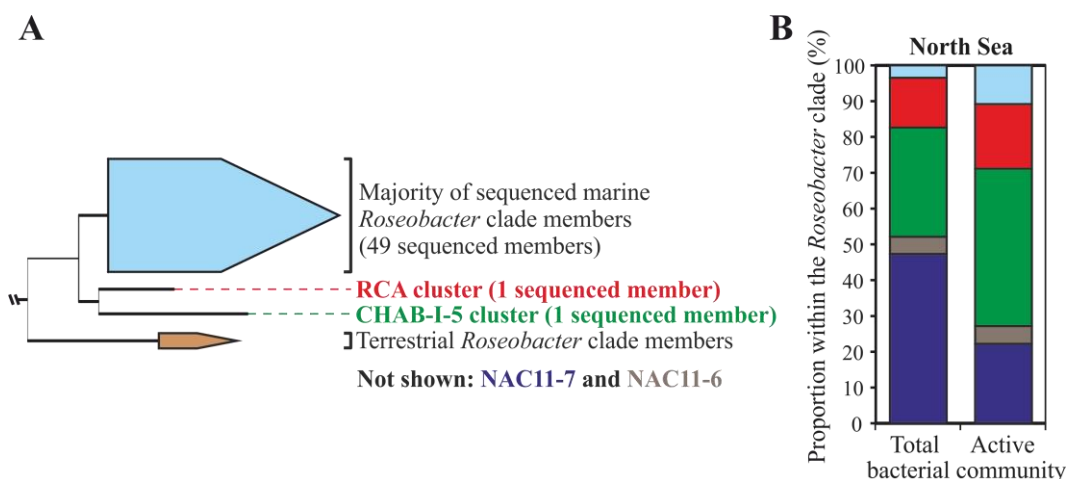 A
Majority of sequenced marine
Roseobacter clade members
(49 sequenced members)
RCA cluster (1 sequenced member)
CHAB-I-5 cluster (1 sequenced member)
Terrestrial Roseobacter clade members
Not shown: NAC11-7 and NAC11-6
B
North Sea
Proportion within the Roseobacter clade (%)
100
90
80
70
60
50
40
30
20
10
0
Total Active
bacterial community